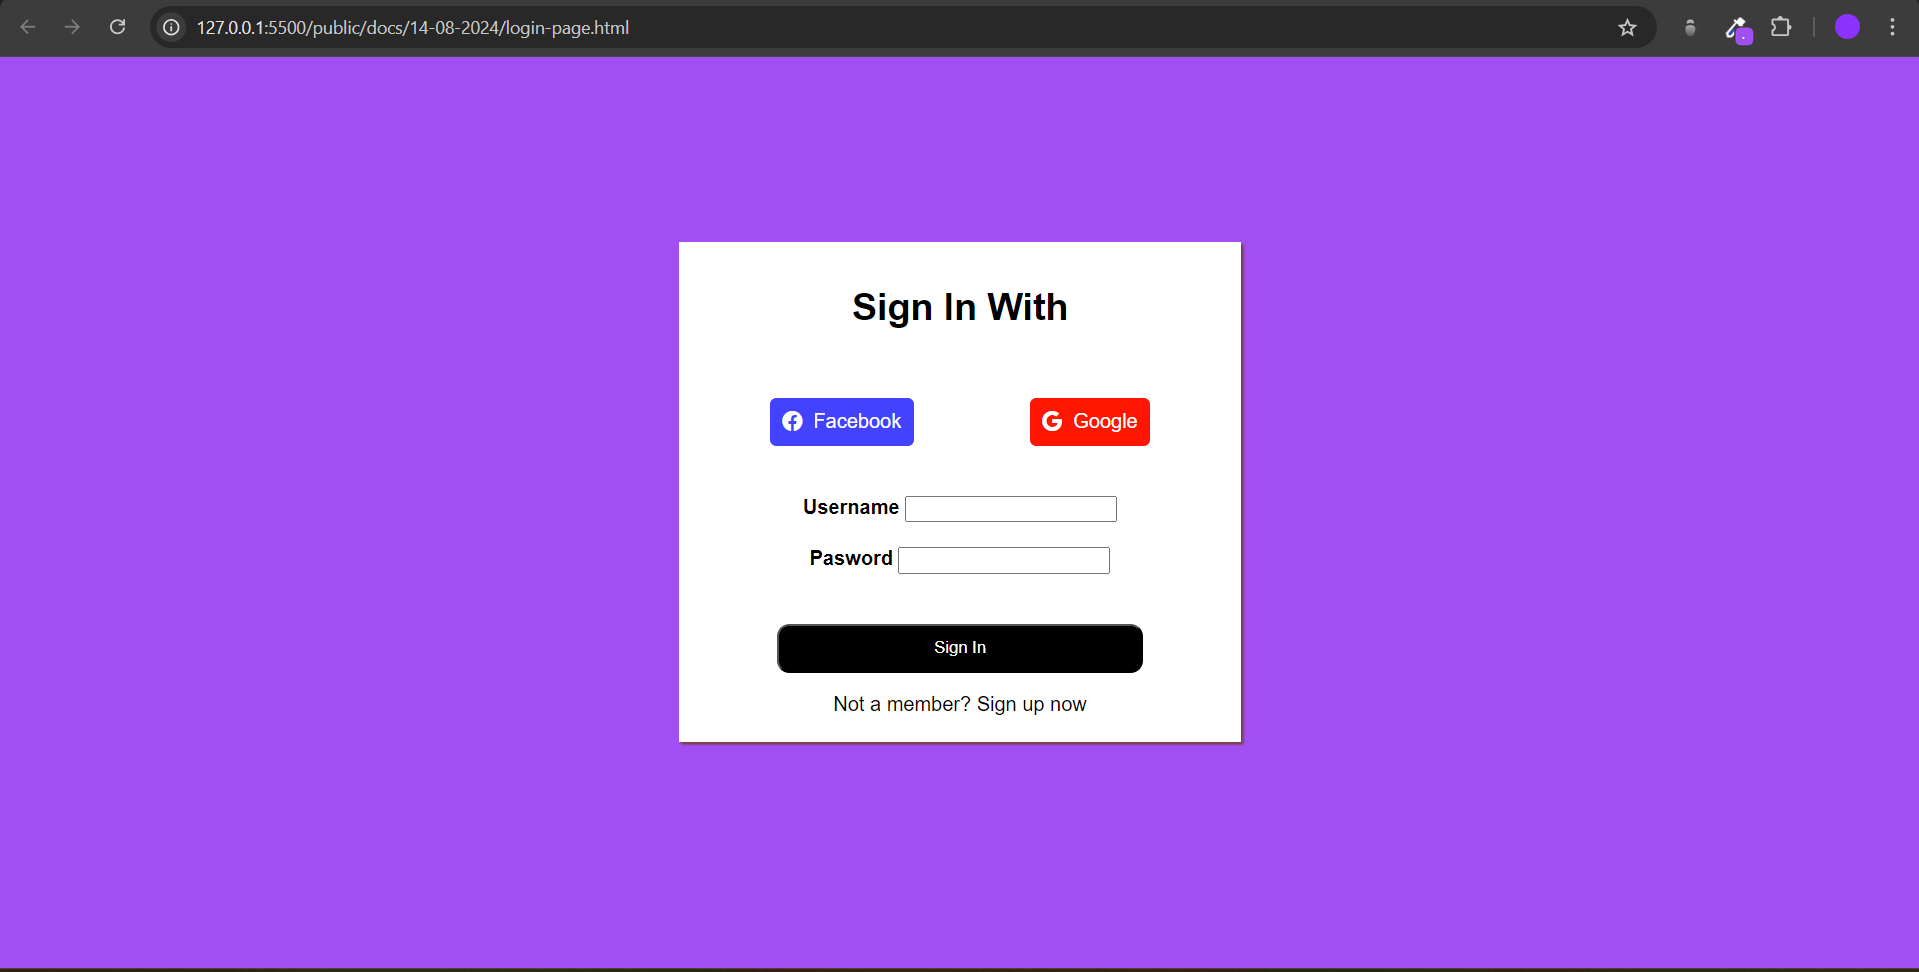 127.0.0.1:5500/public/docs/14-08-2024/login-page.html
Sign In With
Facebook Google
Username
Pasword
Sign In
Not a member? Sign up now